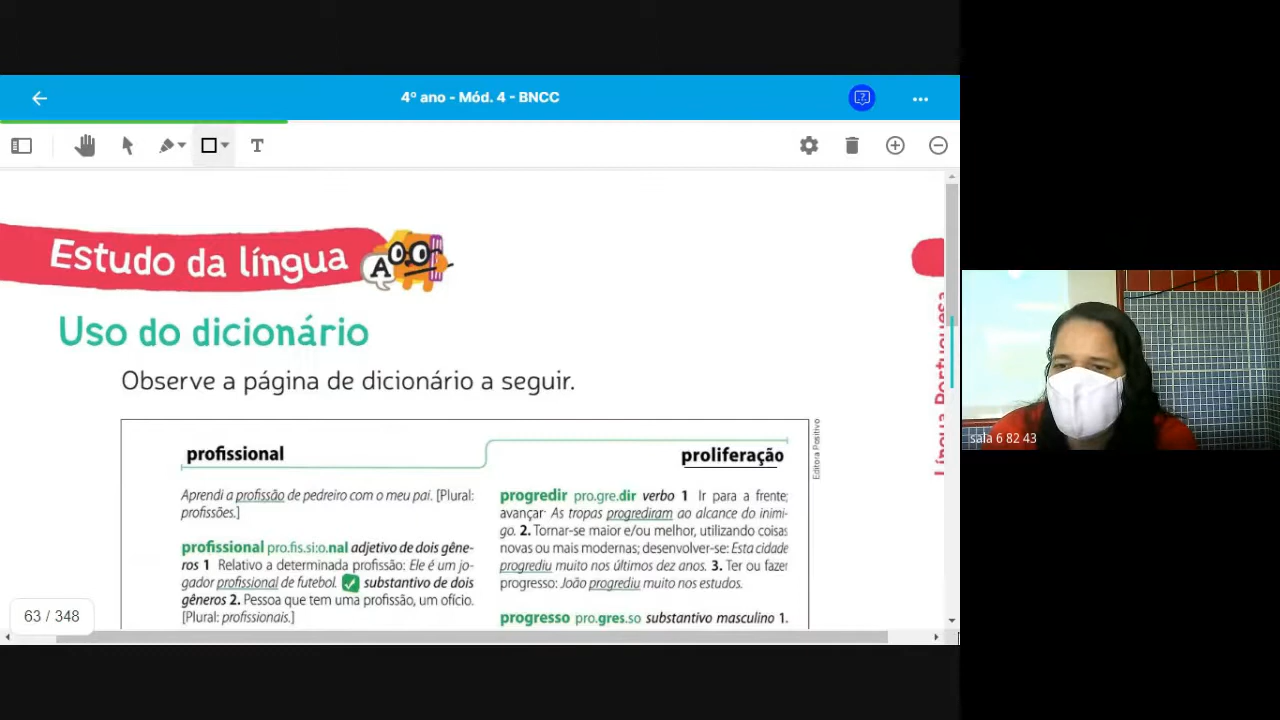 4º ano - Mód. 4 - BNCC
T
Estudo da língua
A
Uso do dicionário
Observe a página de dicionário a seguir.
profissional
proliferação
Aprendi a profissão de pedreiro com o meu pai. [Plural:
profissões.]
profissional pro.fis.si:o.nal adjetivo de dois gêne-
ros 1 Relativo a determinada profissão: Ele é um jo-
gador profissional de futebol. substantivo de dois
gêneros 2. Pessoa que tem uma profissão, um ofício.
[Plural: profissionais.]
progredir pro.gre.dir verbo 1 Ir para a frente;
avançar: As tropas progrediram ao alcance do inimi-
go. 2. Tornar-se maior e/ou melhor, utilizando coisas
novas ou mais modernas; desenvolver-se: Esta cidade
progrediu muito nos últimos dez anos. 3. Ter ou fazer
progresso: João progrediu muito nos estudos.
progresso pro.gres.so substantivo masculino 1.
Editora Positivo
Língua Portuguesa
63 / 348
sala 6 82 43